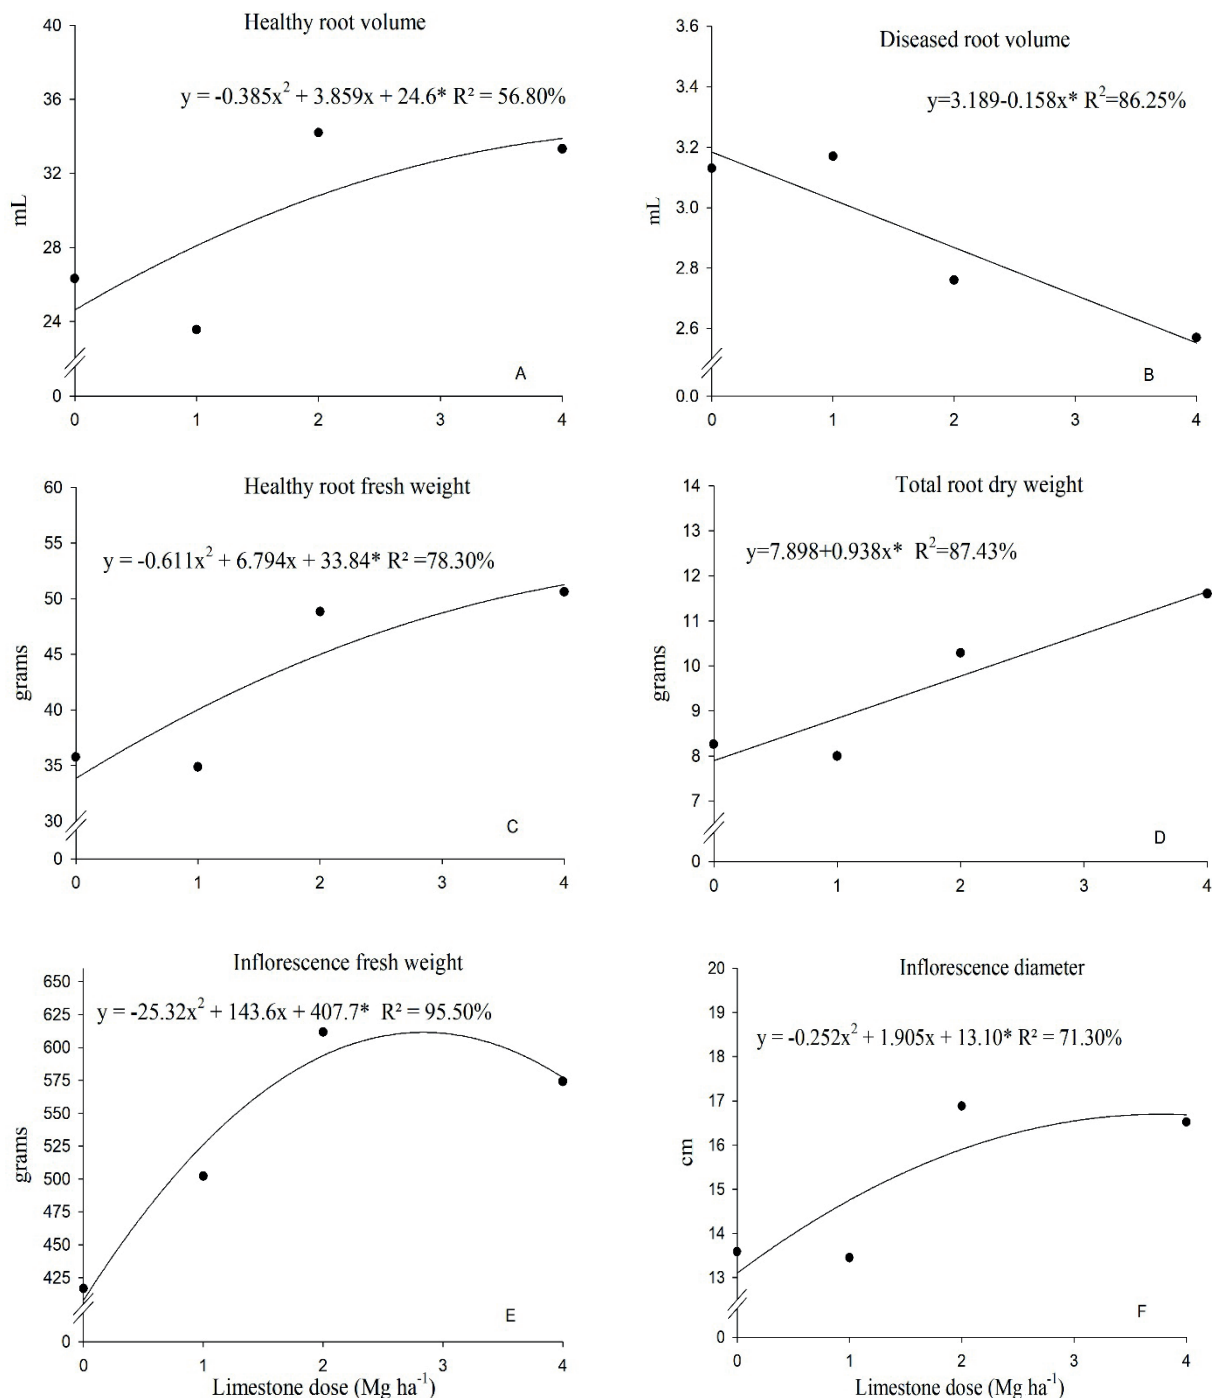 Healthy root volume
y = -0.385x² + 3.859x + 24.6* R² = 56.80%
40
36
32
28
24
0
mL
0 1 2 3 4
A
Diseased root volume
y=3.189-0.158x* R²=86.25%
3.6
3.4
3.2
3.0
2.8
2.6
0.0
mL
0 1 2 3 4
B
Healthy root fresh weight
y = -0.611x² + 6.794x + 33.84* R² =78.30%
60
55
50
45
40
35
30
0
grams
0 1 2 3 4
C
Total root dry weight
y=7.898+0.938x* R²=87.43%
14
13
12
11
10
9
8
7
0
grams
0 1 2 3 4
D
Inflorescence fresh weight
y = -25.32x² + 143.6x + 407.7* R² = 95.50%
650
625
600
575
550
525
500
475
450
425
0
grams
0 1 2 3 4
E
Limestone dose (Mg ha⁻¹)
Inflorescence diameter
y = -0.252x² + 1.905x + 13.10* R² = 71.30%
20
19
18
17
16
15
14
13
0
cm
0 1 2 3 4
F
Limestone dose (Mg ha⁻¹)